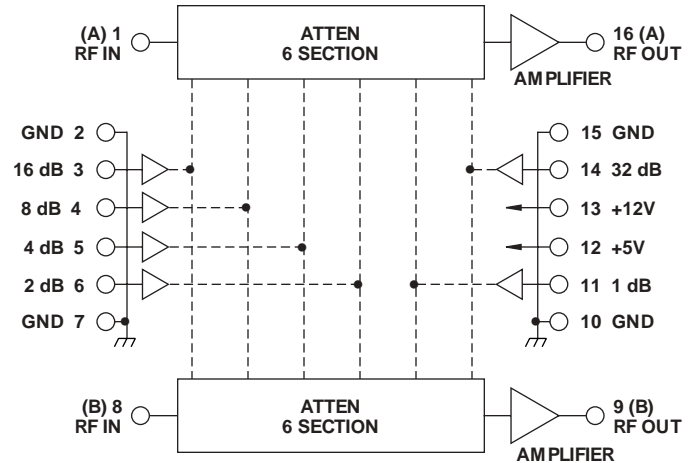 (A) 1
RF IN
ATTEN
6 SECTION
16 (A)
RF OUT
AMPLIFIER
GND 2
16 dB 3
8 dB 4
4 dB 5
2 dB 6
GND 7
15 GND
14 32 dB
13 +12V
12 +5V
11 1 dB
10 GND
(B) 8
RF IN
ATTEN
6 SECTION
9 (B)
RF OUT
AMPLIFIER